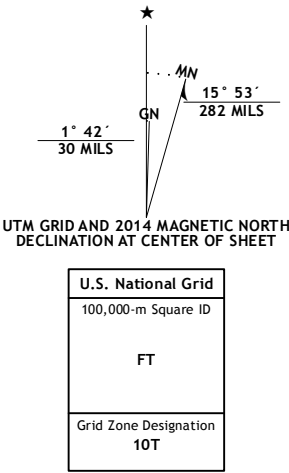 ★
MN
GN
15° 53´
282 MILS
1° 42´
30 MILS
UTM GRID AND 2014 MAGNETIC NORTH
DECLINATION AT CENTER OF SHEET
U.S. National Grid
100,000-m Square ID
FT
Grid Zone Designation
10T